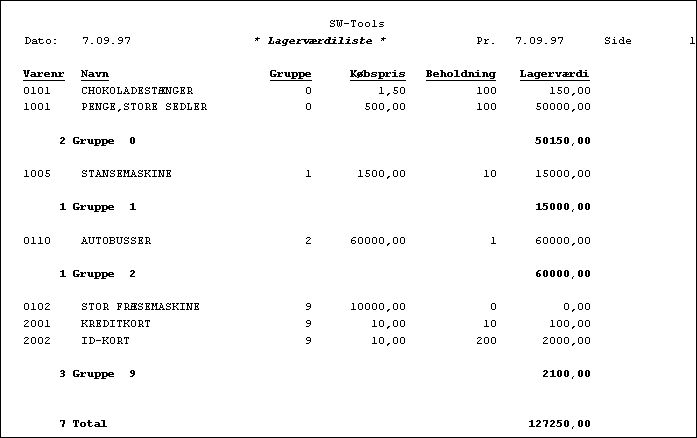 SW-Tools
Dato: 7.09.97 * Lagerværdiliste * Pr. 7.09.97 Side 1
Varenr Navn Gruppe Købspris Beholdning Lagerværdi
0101 CHOKOLADESTÆNGER 0 1,50 100 150,00
1001 PENGE,STORE SEDLER 0 500,00 100 50000,00
2 Gruppe 0 50150,00
1005 STANSEMASKINE 1 1500,00 10 15000,00
1 Gruppe 1 15000,00
0110 AUTOBUSSER 2 60000,00 1 60000,00
1 Gruppe 2 60000,00
0102 STOR FRÆSEMASKINE 9 10000,00 0 0,00
2001 KREDITKORT 9 10,00 10 100,00
2002 ID-KORT 9 10,00 200 2000,00
3 Gruppe 9 2100,00
7 Total 127250,00